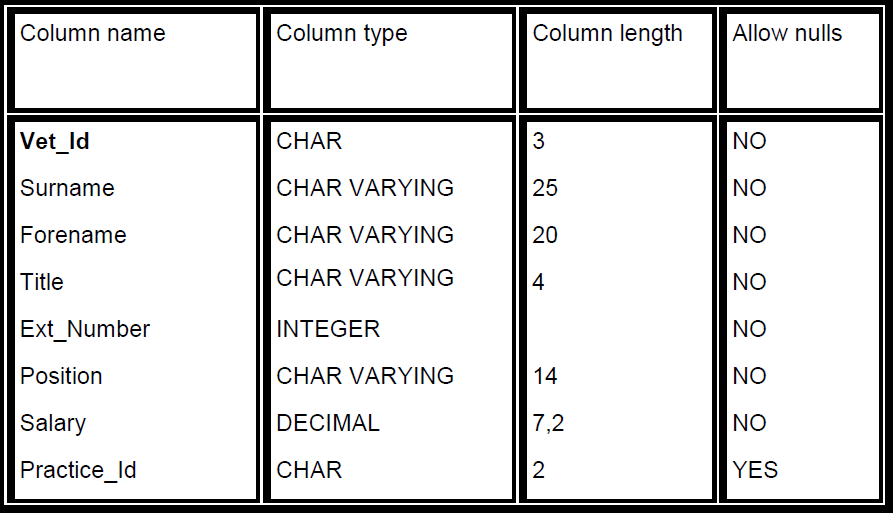 Column name Column type Column length Allow nulls
Vet_Id CHAR 3 NO
Surname CHAR VARYING 25 NO
Forename CHAR VARYING 20 NO
Title CHAR VARYING 4 NO
Ext_Number INTEGER NO
Position CHAR VARYING 14 NO
Salary DECIMAL 7,2 NO
Practice_Id CHAR 2 YES